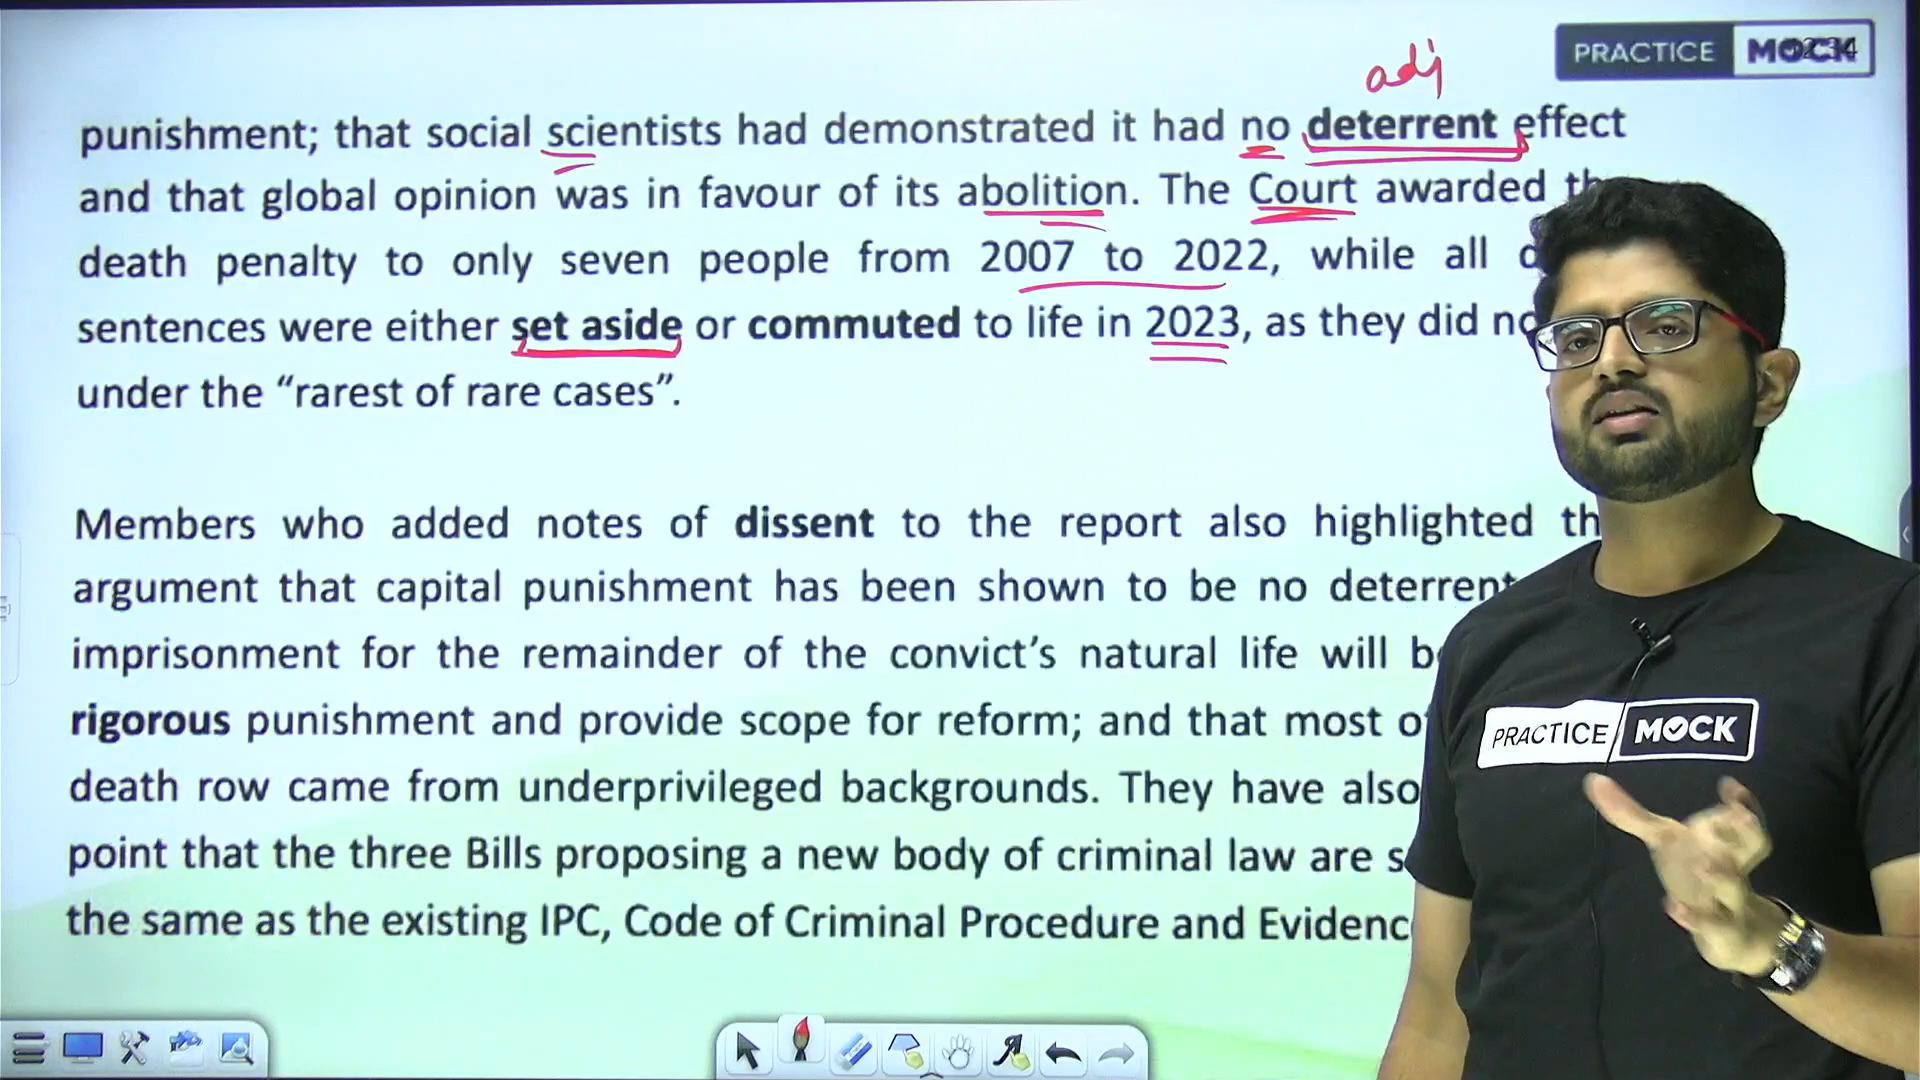 PRACTICE MOCK
adj
punishment; that social scientists had demonstrated it had no deterrent effect
and that global opinion was in favour of its abolition. The Court awarded
death penalty to only seven people from 2007 to 2022, while all
sentences were either set aside or commuted to life in 2023, as they did
under the “rarest of rare cases”.
Members who added notes of dissent to the report also highlighted
argument that capital punishment has been shown to be no deterrent
imprisonment for the remainder of the convict’s natural life will
rigorous punishment and provide scope for reform; and that most
death row came from underprivileged backgrounds. They have also
point that the three Bills proposing a new body of criminal law are
the same as the existing IPC, Code of Criminal Procedure and
PRACTICE MOCK